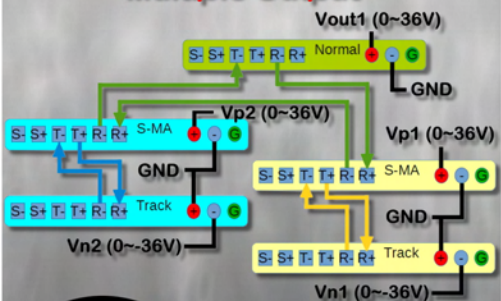 Vout1 (0~36V)
S- S+ T- T+ R- R+ Normal + - G
GND
Vp2 (0~36V)
S- S+ T- T+ R- R+ S-MA + - G
Vp1 (0~36V)
GND
S- S+ T- T+ R- R+ S-MA + - G
S- S+ T- T+ R- R+ Track + - G
GND
Vn2 (0~-36V)
S- S+ T- T+ R- R+ Track + - G
Vn1 (0~-36V)